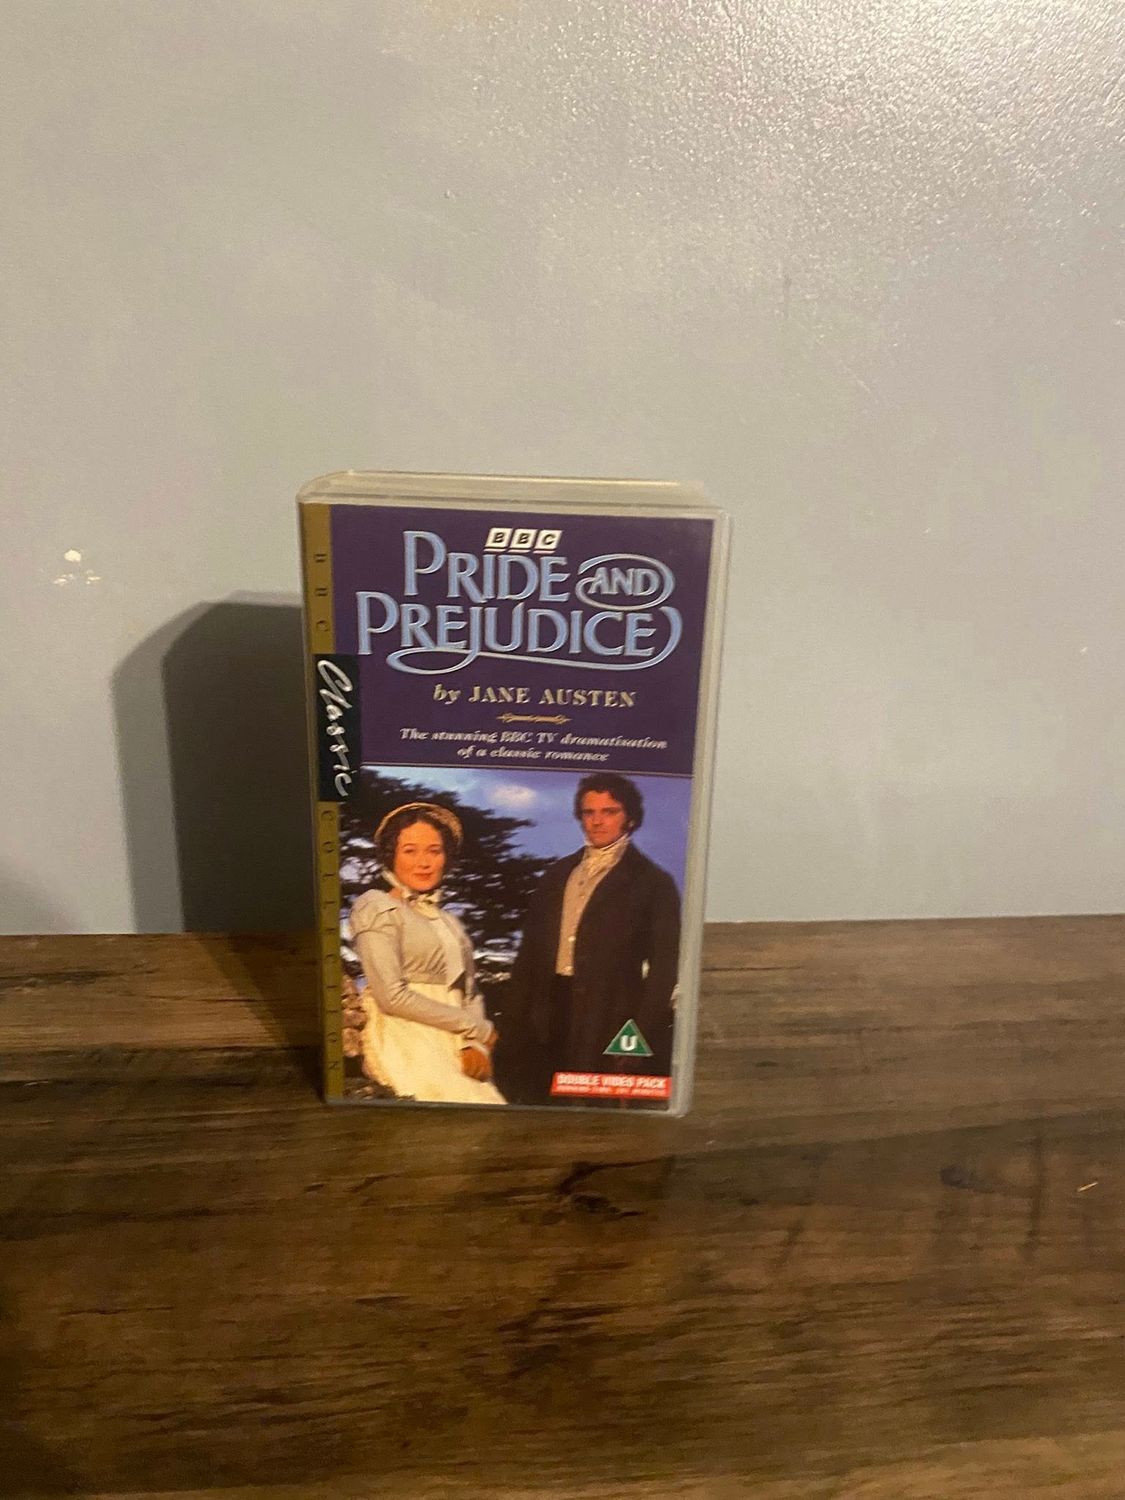 BBC
PRIDE AND
PREJUDICE
by JANE AUSTEN
The stunning BBC TV dramatisation
of a classic romance
BBC Classic COLLECTION
U
DOUBLE VIDEO PACK